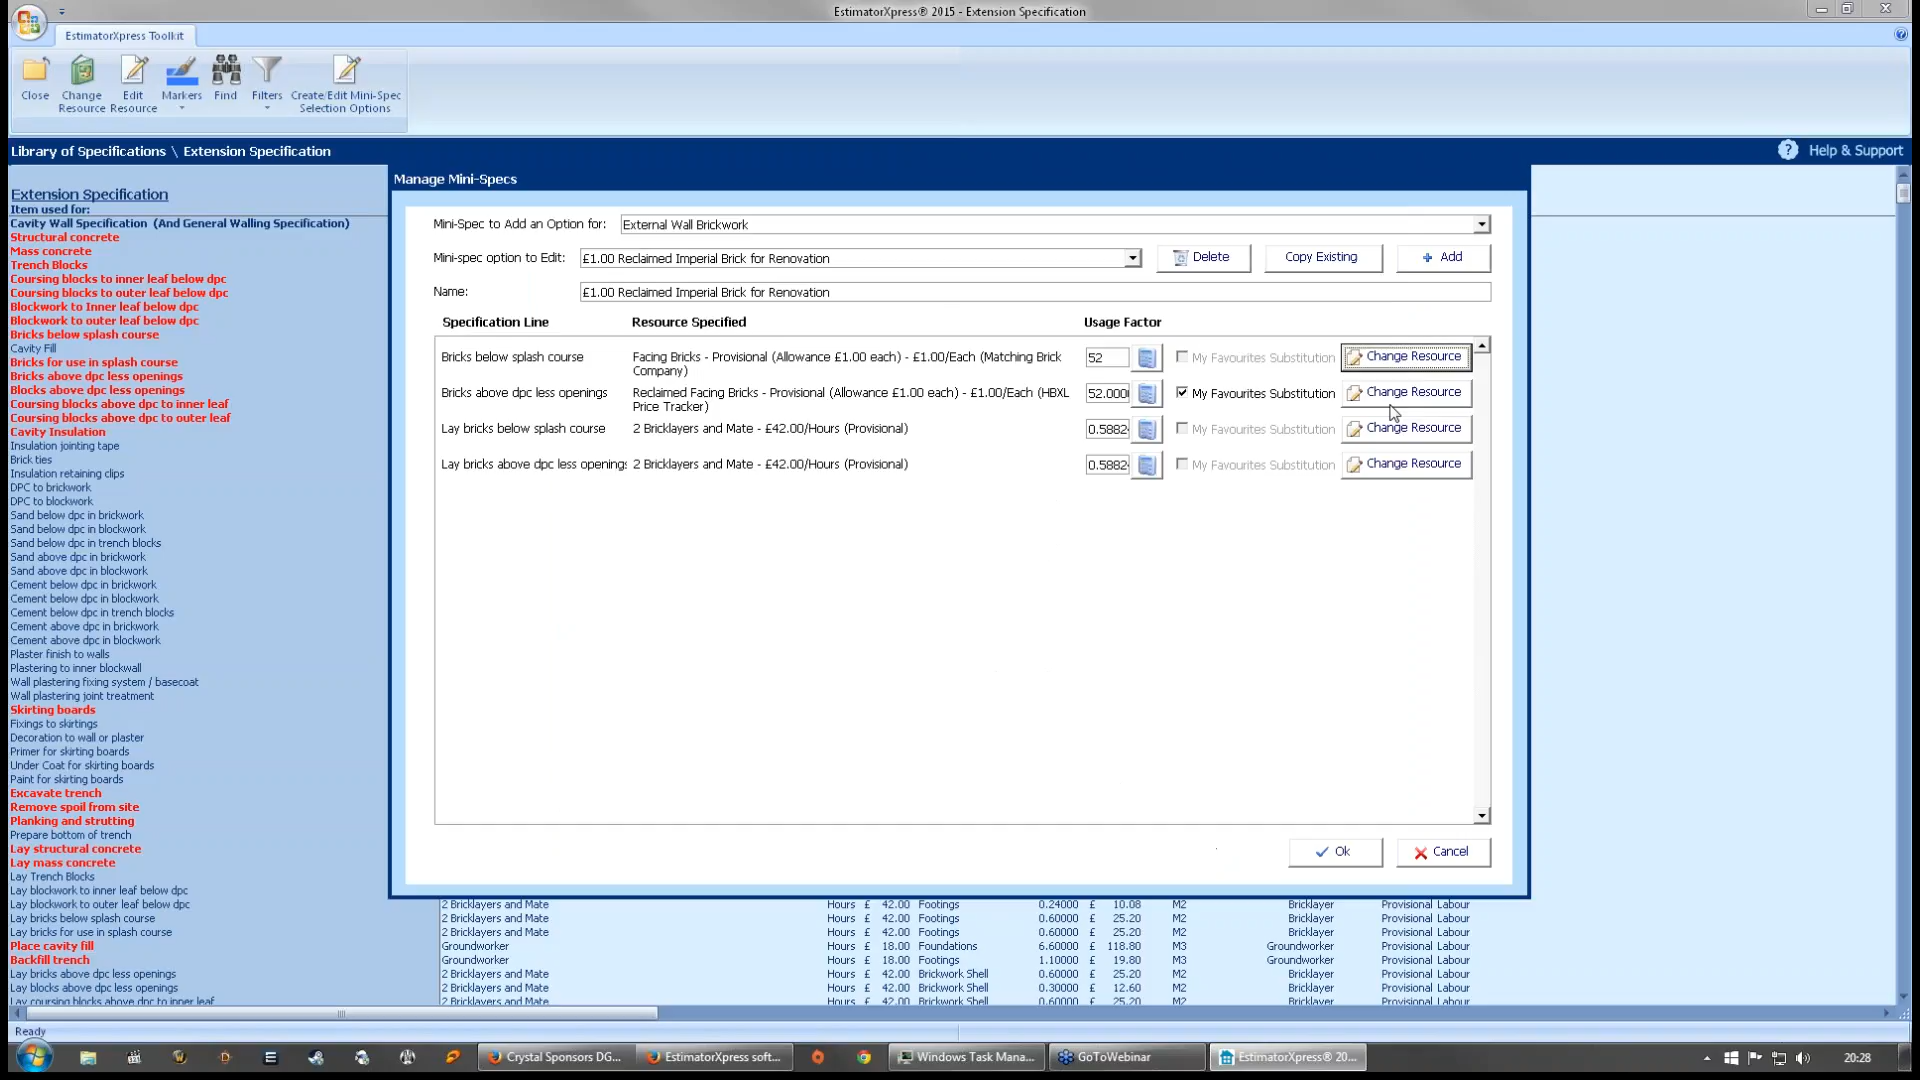 EstimatorXpress® 2015 - Extension Specification
EstimatorXpress Toolkit
Close
Change Resource
Edit Resource
Markers
Find
Filters
Create/Edit Mini-Spec Selection Options
Library of Specifications \ Extension Specification
Help & Support
Extension Specification
Item used for:
Cavity Wall Specification (And General Walling Specification)
Structural concrete
Mass concrete
Trench Blocks
Coursing blocks to inner leaf below dpc
Coursing blocks to outer leaf below dpc
Blockwork to Inner leaf below dpc
Blockwork to outer leaf below dpc
Bricks below splash course
Cavity Fill
Bricks for use in splash course
Bricks above dpc less openings
Blocks above dpc less openings
Coursing blocks above dpc to inner leaf
Coursing blocks above dpc to outer leaf
Cavity Insulation
Insulation jointing tape
Brick ties
Insulation retaining clips
DPC to brickwork
DPC to blockwork
Sand below dpc in brickwork
Sand below dpc in blockwork
Sand below dpc in trench blocks
Sand above dpc in brickwork
Sand above dpc in blockwork
Cement below dpc in brickwork
Cement below dpc in blockwork
Cement below dpc in trench blocks
Cement above dpc in brickwork
Cement above dpc in blockwork
Plaster finish to walls
Plastering to inner blockwall
Wall plastering fixing system / basecoat
Wall plastering joint treatment
Skirting boards
Fixings to skirtings
Decoration to wall or plaster
Primer for skirting boards
Under Coat for skirting boards
Paint for skirting boards
Excavate trench
Remove spoil from site
Planking and strutting
Prepare bottom of trench
Lay structural concrete
Lay mass concrete
Lay Trench Blocks
Lay blockwork to inner leaf below dpc
Lay blockwork to outer leaf below dpc
Lay bricks below splash course
Lay bricks for use in splash course
Place cavity fill
Backfill trench
Lay bricks above dpc less openings
Lay blocks above dpc less openings
Lay coursing blocks above dpc to inner leaf
Manage Mini-Specs
Mini-Spec to Add an Option for: External Wall Brickwork
Mini-spec option to Edit: £1.00 Reclaimed Imperial Brick for Renovation Delete Copy Existing Add
Name: £1.00 Reclaimed Imperial Brick for Renovation
Specification Line Resource Specified Usage Factor
Bricks below splash course Facing Bricks - Provisional (Allowance £1.00 each) - £1.00/Each (Matching Brick 52 My Favourites Substitution Change Resource
Company)
Bricks above dpc less openings Reclaimed Facing Bricks - Provisional (Allowance £1.00 each) - £1.00/Each (HBXL 52.000 My Favourites Substitution Change Resource
Price Tracker)
Lay bricks below splash course 2 Bricklayers and Mate - £42.00/Hours (Provisional) 0.5882 My Favourites Substitution Change Resource
Lay bricks above dpc less openings 2 Bricklayers and Mate - £42.00/Hours (Provisional) 0.5882 My Favourites Substitution Change Resource
Ok Cancel
2 Bricklayers and Mate Hours £ 42.00 Footings 0.24000 £ 10.08 M2 Bricklayer Provisional Labour
2 Bricklayers and Mate Hours £ 42.00 Footings 0.60000 £ 25.20 M2 Bricklayer Provisional Labour
2 Bricklayers and Mate Hours £ 42.00 Footings 0.60000 £ 25.20 M2 Bricklayer Provisional Labour
Groundworker Hours £ 18.00 Foundations 6.60000 £ 118.80 M3 Groundworker Provisional Labour
Groundworker Hours £ 18.00 Footings 1.10000 £ 19.80 M3 Groundworker Provisional Labour
2 Bricklayers and Mate Hours £ 42.00 Brickwork Shell 0.60000 £ 25.20 M2 Bricklayer Provisional Labour
2 Bricklayers and Mate Hours £ 42.00 Brickwork Shell 0.30000 £ 12.60 M2 Bricklayer Provisional Labour
2 Bricklayers and Mate Hours £ 42.00 Brickwork Shell 0.60000 £ 25.20 M2 Bricklayer Provisional Labour
Ready
Crystal Sponsors DG... EstimatorXpress soft... Windows Task Mana... GoToWebinar EstimatorXpress® 20... 20:28